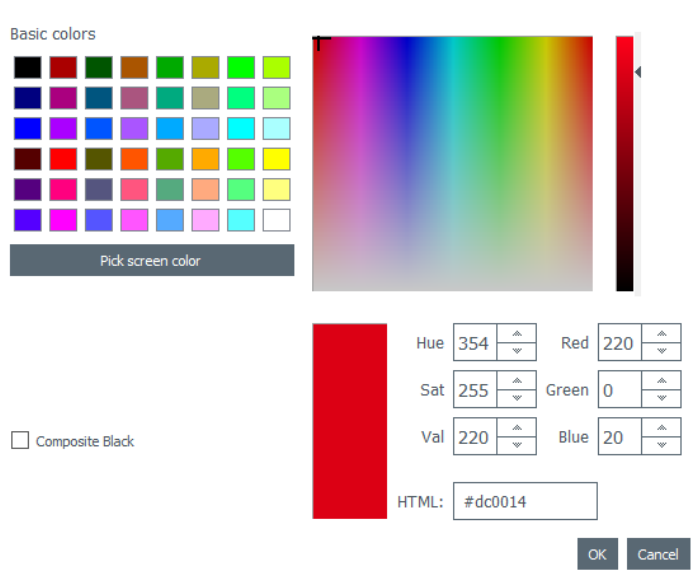 Basic colors
Pick screen color
Hue 354 Red 220
Sat 255 Green 0
Composite Black
Val 220 Blue 20
HTML: #dc0014
OK Cancel